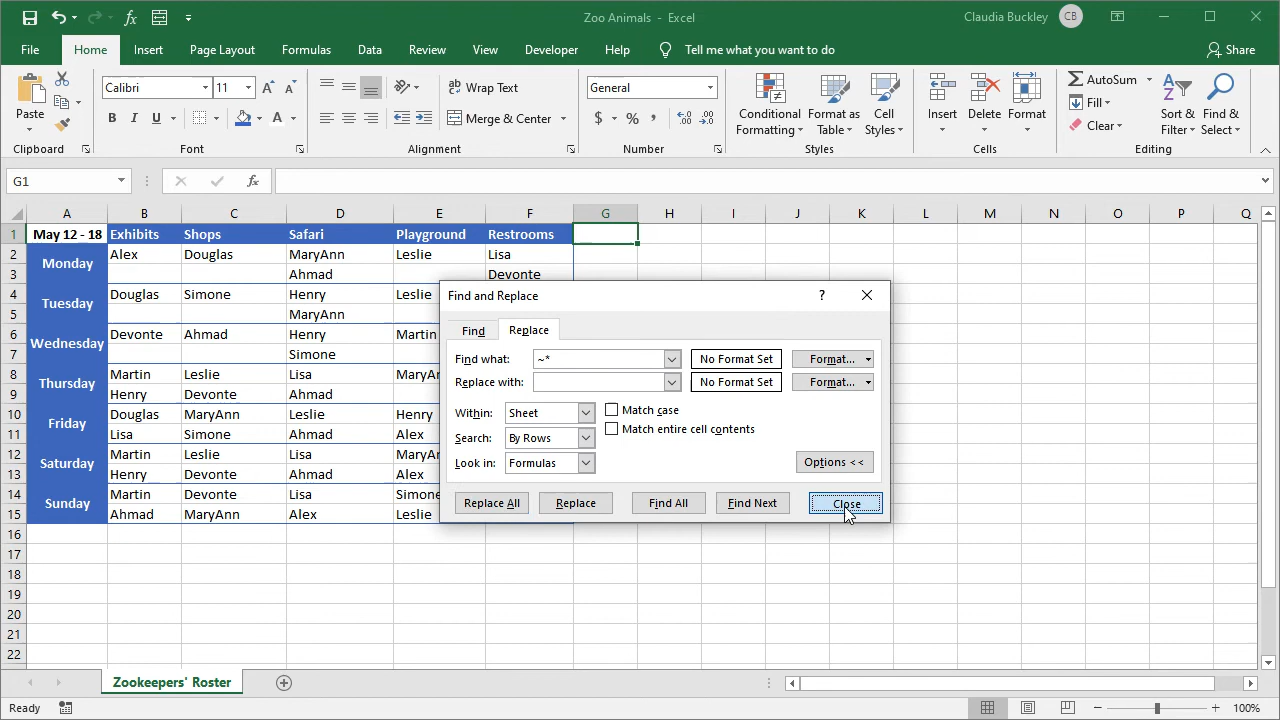 Zoo Animals - Excel
Claudia Buckley CB
File Home Insert Page Layout Formulas Data Review View Developer Help Tell me what you want to do Share
Paste
Clipboard
Calibri 11
B I U
A
Font
Wrap Text
Merge & Center
Alignment
General
$ % ,
Number
Conditional Formatting
Format as Table
Cell Styles
Styles
Insert Delete Format
Cells
AutoSum
Fill
Clear
Sort & Filter
Find & Select
Editing
G1
fx
A B C D E F G H I J K L M N O P Q
1 May 12 - 18 Exhibits Shops Safari Playground Restrooms
2 Monday Alex Douglas MaryAnn Leslie Lisa
3 Ahmad Devonte
4 Tuesday Douglas Simone Henry Leslie
5 MaryAnn
6 Wednesday Devonte Ahmad Henry Martin
7 Simone
8 Thursday Martin Leslie Lisa MaryAn
9 Henry Devonte Ahmad
10 Friday Douglas MaryAnn Leslie Henry
11 Lisa Simone Ahmad Alex
12 Saturday Martin Leslie Lisa MaryAn
13 Henry Devonte Ahmad Alex
14 Sunday Martin Devonte Lisa Simone
15 Ahmad MaryAnn Alex Leslie
16
17
18
19
20
21
22
Find and Replace ?
Find Replace
Find what: ~* No Format Set Format...
Replace with: No Format Set Format...
Within: Sheet Match case
Match entire cell contents
Search: By Rows
Look in: Formulas Options <<
Replace All Replace Find All Find Next Close
Zookeepers' Roster
Ready 100%